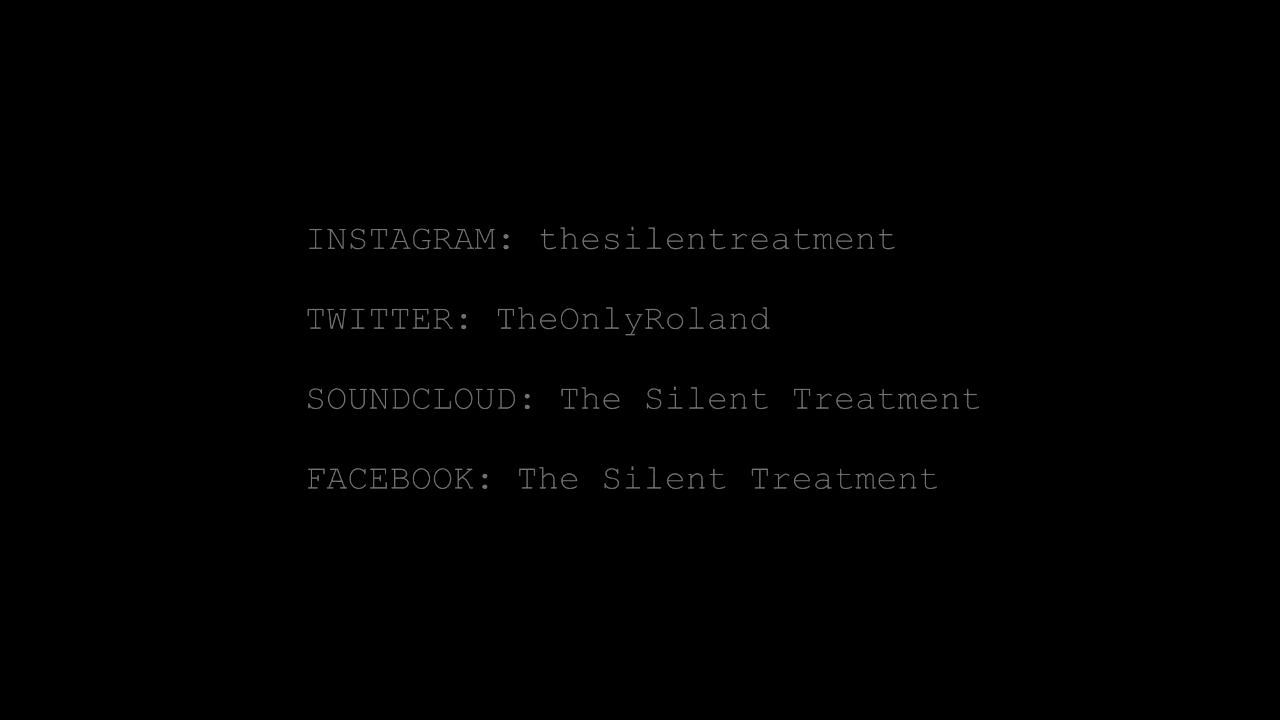 INSTAGRAM: thesilentreatment
TWITTER: TheOnlyRoland
SOUNDCLOUD: The Silent Treatment
FACEBOOK: The Silent Treatment